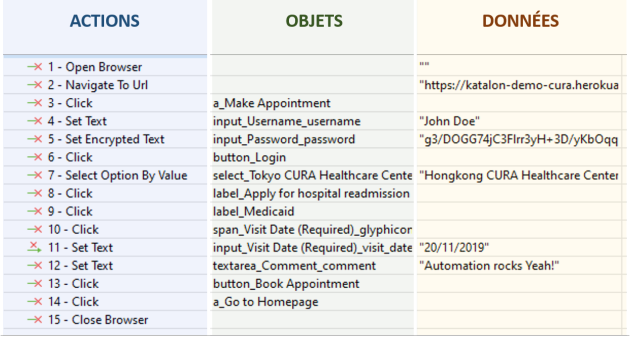 ACTIONS OBJETS DONNÉES
1 - Open Browser ""
2 - Navigate To Url "https://katalon-demo-cura.herokua
3 - Click a_Make Appointment
4 - Set Text input_Username_username "John Doe"
5 - Set Encrypted Text input_Password_password "g3/DOGG74jC3Flrr3yH+3D/yKbOqq
6 - Click button_Login
7 - Select Option By Value select_Tokyo CURA Healthcare Cente "Hongkong CURA Healthcare Center
8 - Click label_Apply for hospital readmission
9 - Click label_Medicaid
10 - Click span_Visit Date (Required)_glyphicor
11 - Set Text input_Visit Date (Required)_visit_date "20/11/2019"
12 - Set Text textarea_Comment_comment "Automation rocks Yeah!"
13 - Click button_Book Appointment
14 - Click a_Go to Homepage
15 - Close Browser